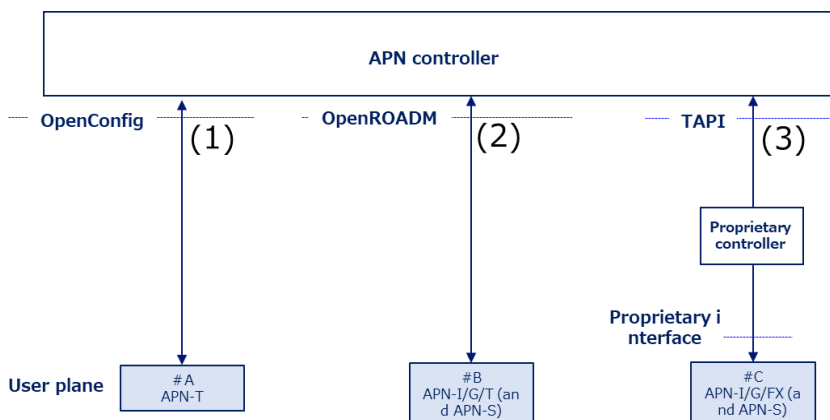 APN controller
OpenConfig
(1)
OpenROADM
(2)
TAPI
(3)
Proprietary
controller
Proprietary i
nterface
User plane
#A
APN-T
#B
APN-I/G/T (an
d APN-S)
#C
APN-I/G/FX (a
nd APN-S)